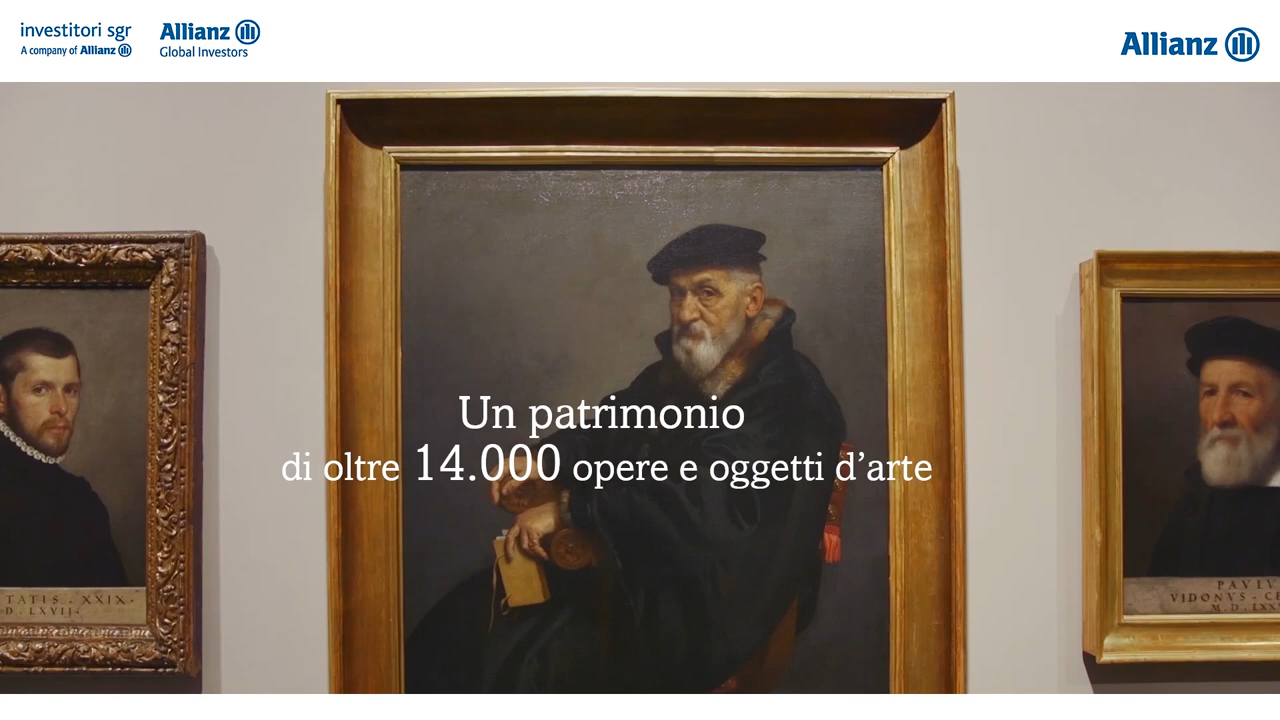 investitori sgr
A company of Allianz
Allianz
Global Investors
Allianz
Un patrimonio
di oltre 14.000 opere e oggetti d’arte
TATIS · XXIX ·
D · LXVII ·
PAVLV
VIDONVS · C
M · D · LXX